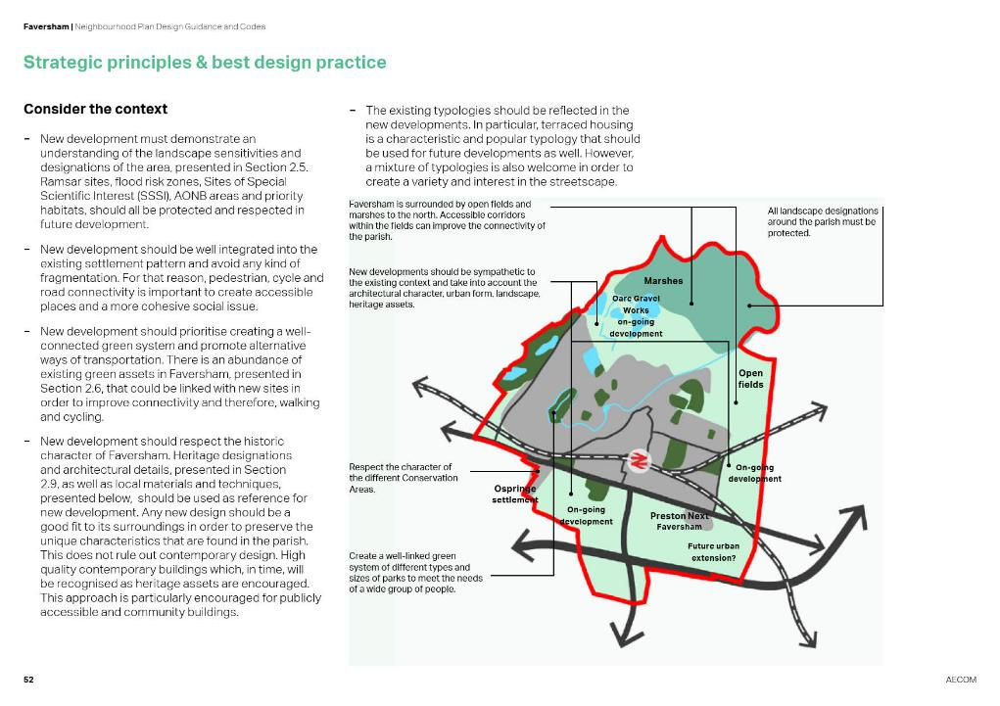 Faversham | Neighbourhood Plan Design Guidance and Codes
Strategic principles & best design practice
Consider the context
– New development must demonstrate an
understanding of the landscape sensitivities and
designations of the area, presented in Section 2.5.
Ramsar sites, flood risk zones, Sites of Special
Scientific Interest (SSSI), AONB areas and priority
habitats, should all be protected and respected in
future development.
– New development should be well integrated into the
existing settlement pattern and avoid any kind of
fragmentation. For that reason, pedestrian, cycle and
road connectivity is important to create accessible
places and a more cohesive social issue.
– New development should prioritise creating a well-
connected green system and promote alternative
ways of transportation. There is an abundance of
existing green assets in Faversham, presented in
Section 2.6, that could be linked with new sites in
order to improve connectivity and therefore, walking
and cycling.
– New development should respect the historic
character of Faversham. Heritage designations
and architectural details, presented in Section
2.9, as well as local materials and techniques,
presented below, should be used as reference for
new development. Any new design should be a
good fit to its surroundings in order to preserve the
unique characteristics that are found in the parish.
This does not rule out contemporary design. High
quality contemporary buildings which, in time, will
be recognised as heritage assets are encouraged.
This approach is particularly encouraged for publicly
accessible and community buildings.
– The existing typologies should be reflected in the
new developments. In particular, terraced housing
is a characteristic and popular typology that should
be used for future developments as well. However,
a mixture of typologies is also welcome in order to
create a variety and interest in the streetscape.
Faversham is surrounded by open fields and
marshes to the north. Accessible corridors
within the fields can improve the connectivity of
the parish.
All landscape designations
around the parish must be
protected.
New developments should be sympathetic to
the existing context and take into account the
architectural character, urban form, landscape,
heritage assets.
Marshes
Oare Gravel
Works
on-going
development
Open
fields
Respect the character of
the different Conservation
Areas.
Ospringe
settlement
On-going
development
On-going
development
Preston Next
Faversham
Future urban
extension?
Create a well-linked green
system of different types and
sizes of parks to meet the needs
of a wide group of people.
52
AECOM